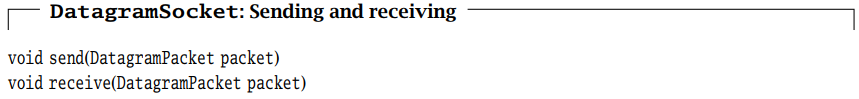 DatagramSocket: Sending and receiving
void send(DatagramPacket packet)
void receive(DatagramPacket packet)